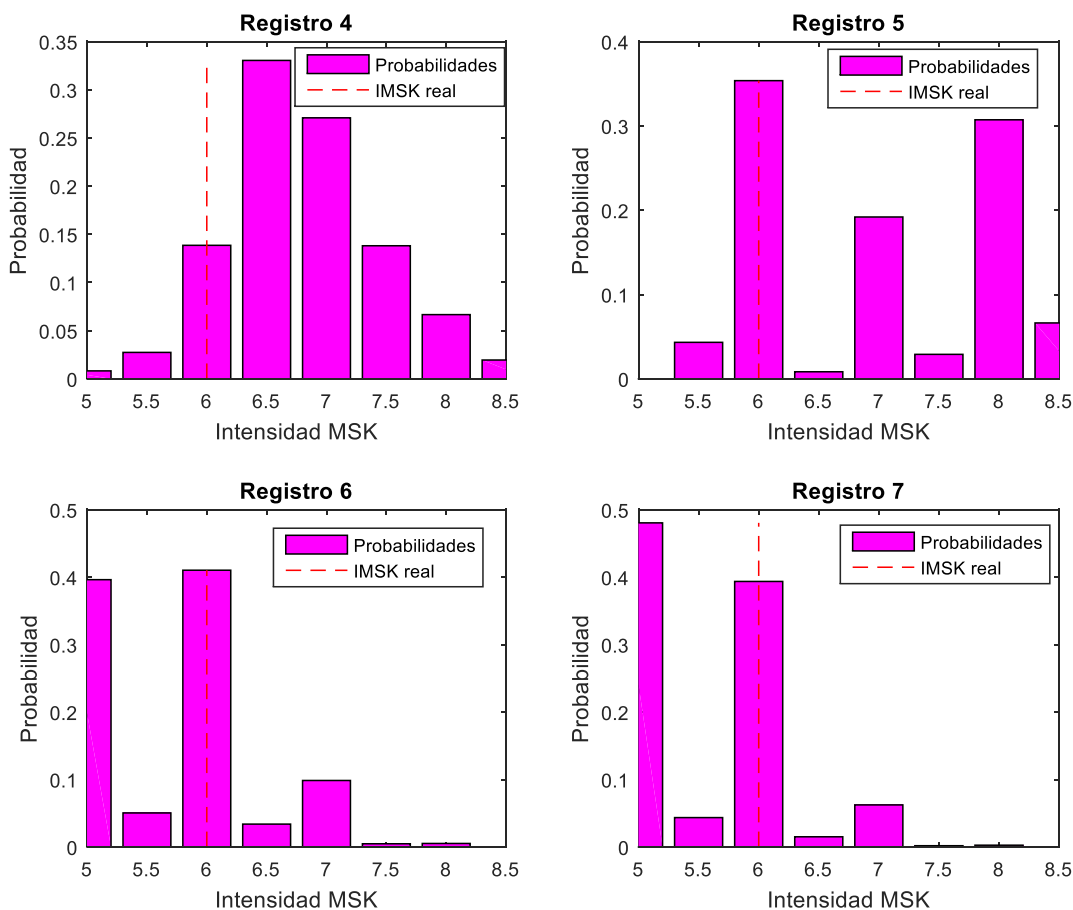 Registro 4
0.35
0.3
0.25
0.2
0.15
0.1
0.05
0
Probabilidad
Probabilidades
IMSK real
5 5.5 6 6.5 7 7.5 8 8.5
Intensidad MSK
Registro 5
0.4
0.3
0.2
0.1
0
Probabilidad
Probabilidades
IMSK real
5 5.5 6 6.5 7 7.5 8 8.5
Intensidad MSK
Registro 6
0.5
0.4
0.3
0.2
0.1
0
Probabilidad
Probabilidades
IMSK real
5 5.5 6 6.5 7 7.5 8 8.5
Intensidad MSK
Registro 7
0.5
0.4
0.3
0.2
0.1
0
Probabilidad
Probabilidades
IMSK real
5 5.5 6 6.5 7 7.5 8 8.5
Intensidad MSK